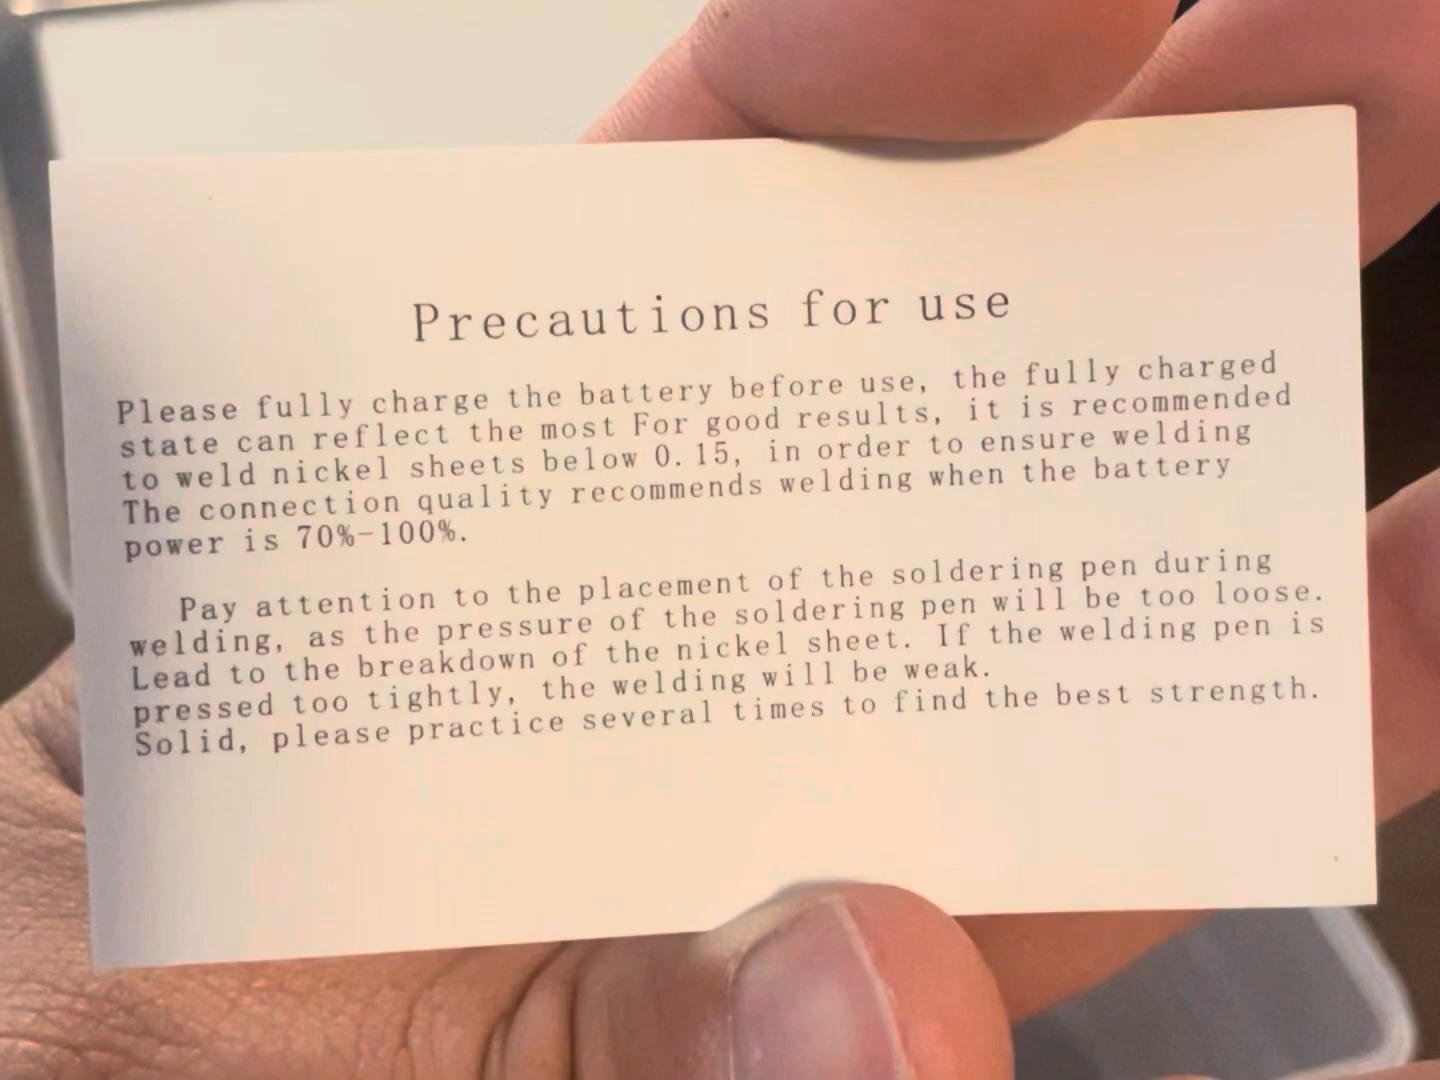 Precautions for use
Please fully charge the battery before use, the fully charged
state can reflect the most For good results, it is recommended
to weld nickel sheets below 0.15, in order to ensure welding
The connection quality recommends welding when the battery
power is 70%-100%.
Pay attention to the placement of the soldering pen during
welding, as the pressure of the soldering pen will be too loose.
Lead to the breakdown of the nickel sheet. If the welding pen is
pressed too tightly, the welding will be weak.
Solid, please practice several times to find the best strength.